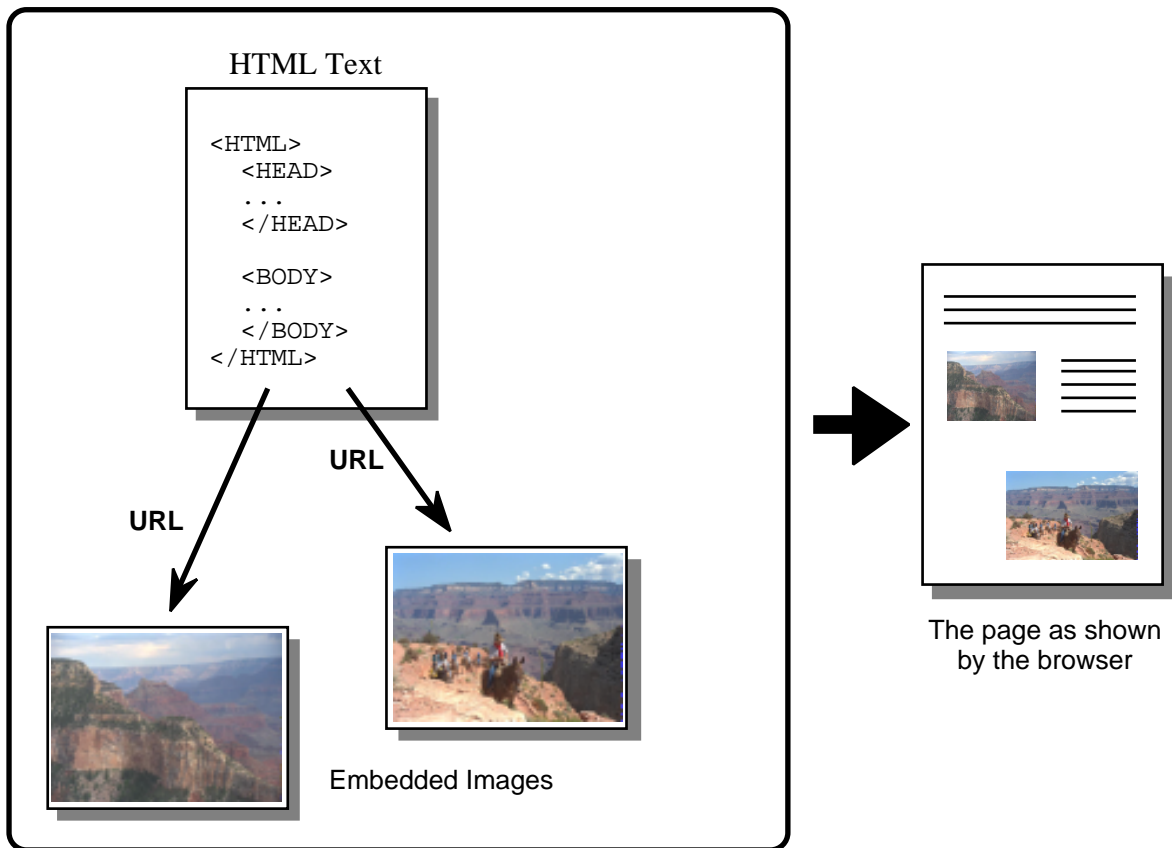 HTML Text
<HTML>
<HEAD>
...
</HEAD>
<BODY>
...
</BODY>
</HTML>
URL
URL
Embedded Images
The page as shown
by the browser